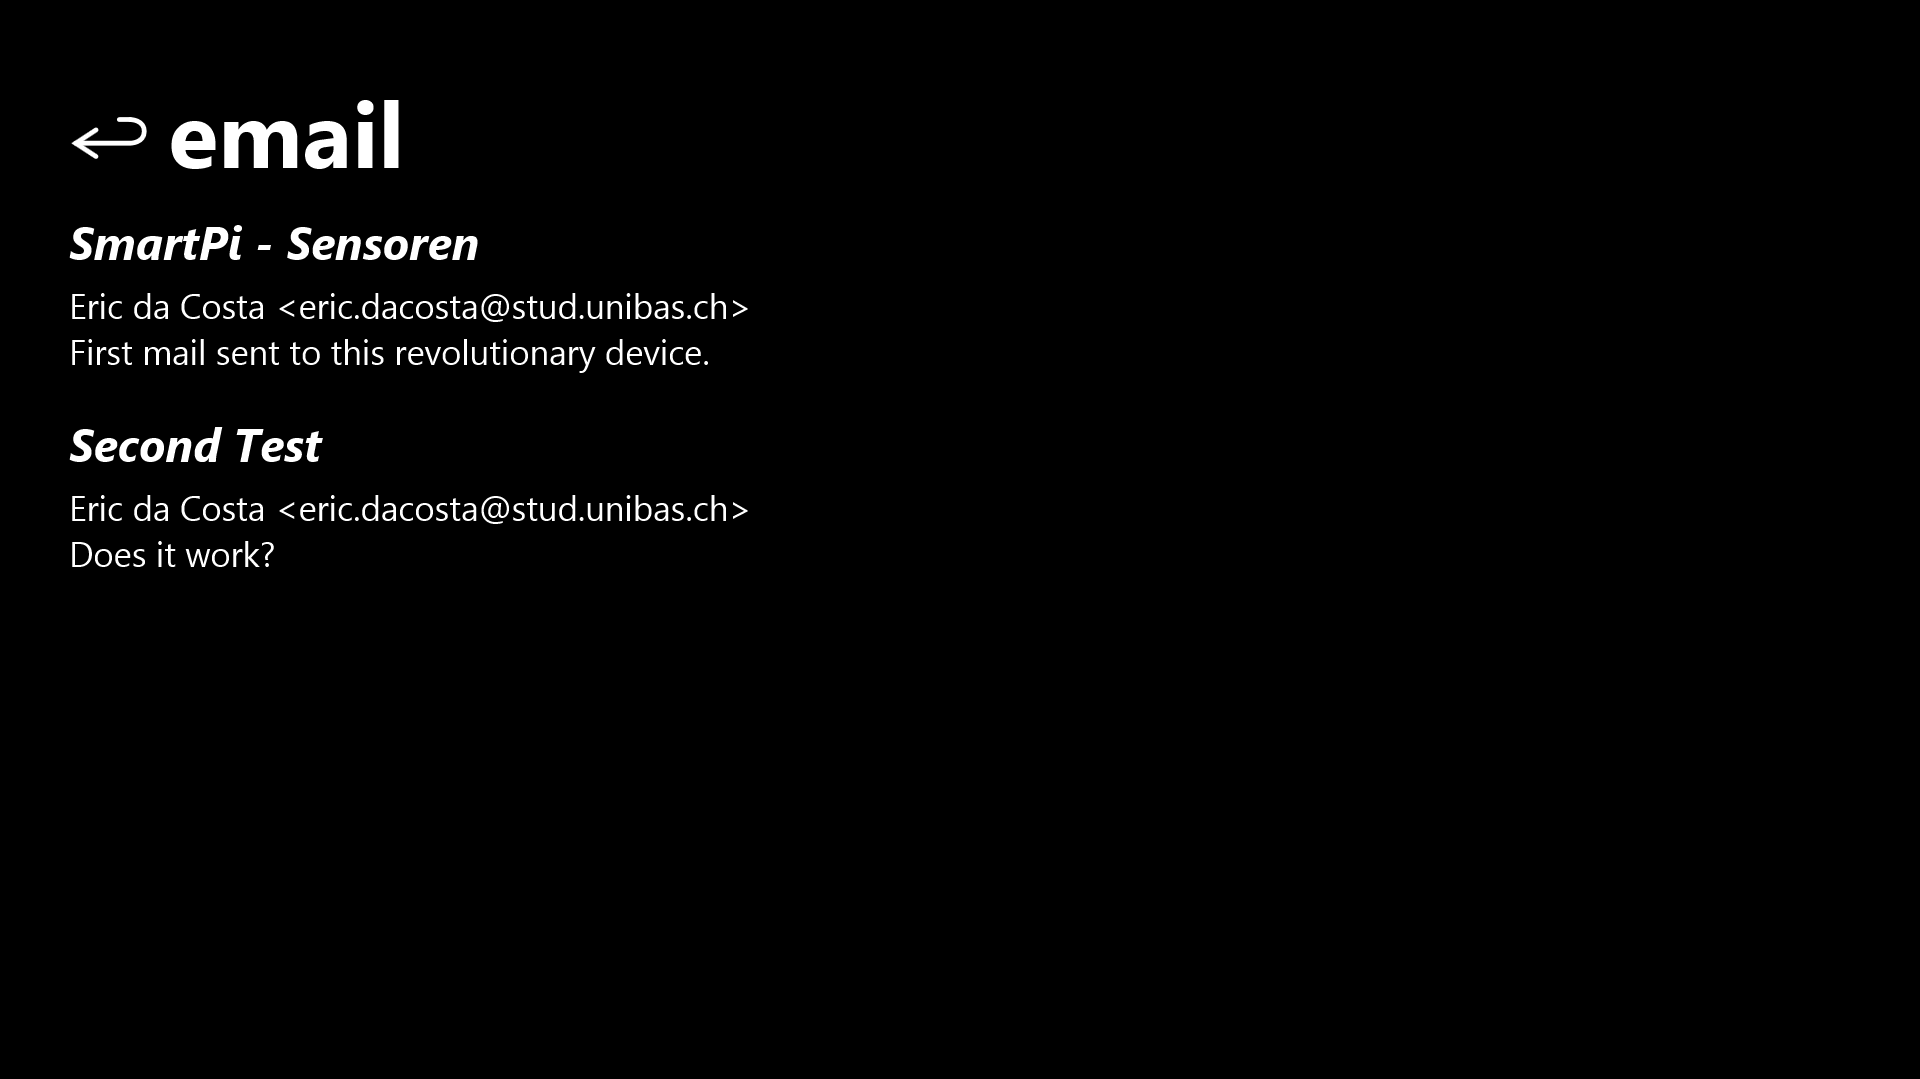 email
SmartPi - Sensoren
Eric da Costa <eric.dacosta@stud.unibas.ch>
First mail sent to this revolutionary device.
Second Test
Eric da Costa <eric.dacosta@stud.unibas.ch>
Does it work?